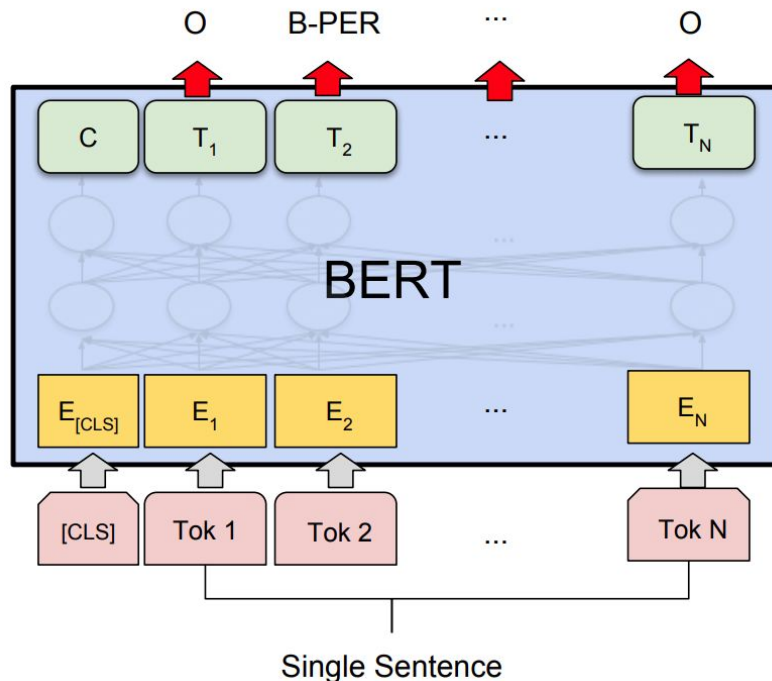 O B-PER ... O
C T1 T2 ... TN
...
BERT
...
E[CLS] E1 E2 ... EN
[CLS] Tok 1 Tok 2 ... Tok N
Single Sentence